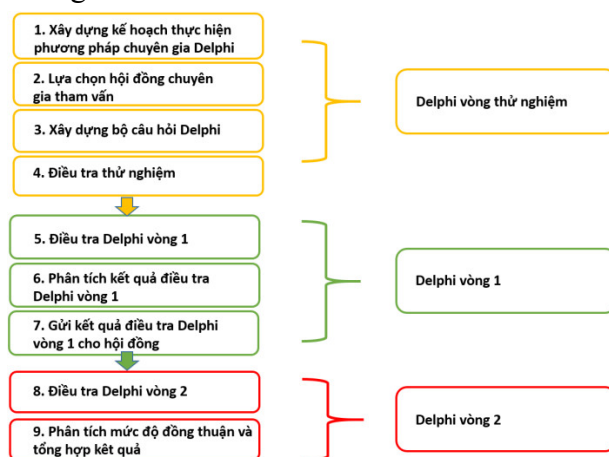 1. Xây dựng kế hoạch thực hiện
phương pháp chuyên gia Delphi
2. Lựa chọn hội đồng chuyên
gia tham vấn
3. Xây dựng bộ câu hỏi Delphi
4. Điều tra thử nghiệm
Delphi vòng thử nghiệm
5. Điều tra Delphi vòng 1
6. Phân tích kết quả điều tra
Delphi vòng 1
7. Gửi kết quả điều tra Delphi
vòng 1 cho hội đồng
Delphi vòng 1
8. Điều tra Delphi vòng 2
9. Phân tích mức độ đồng thuận và
tổng hợp kêt quả
Delphi vòng 2